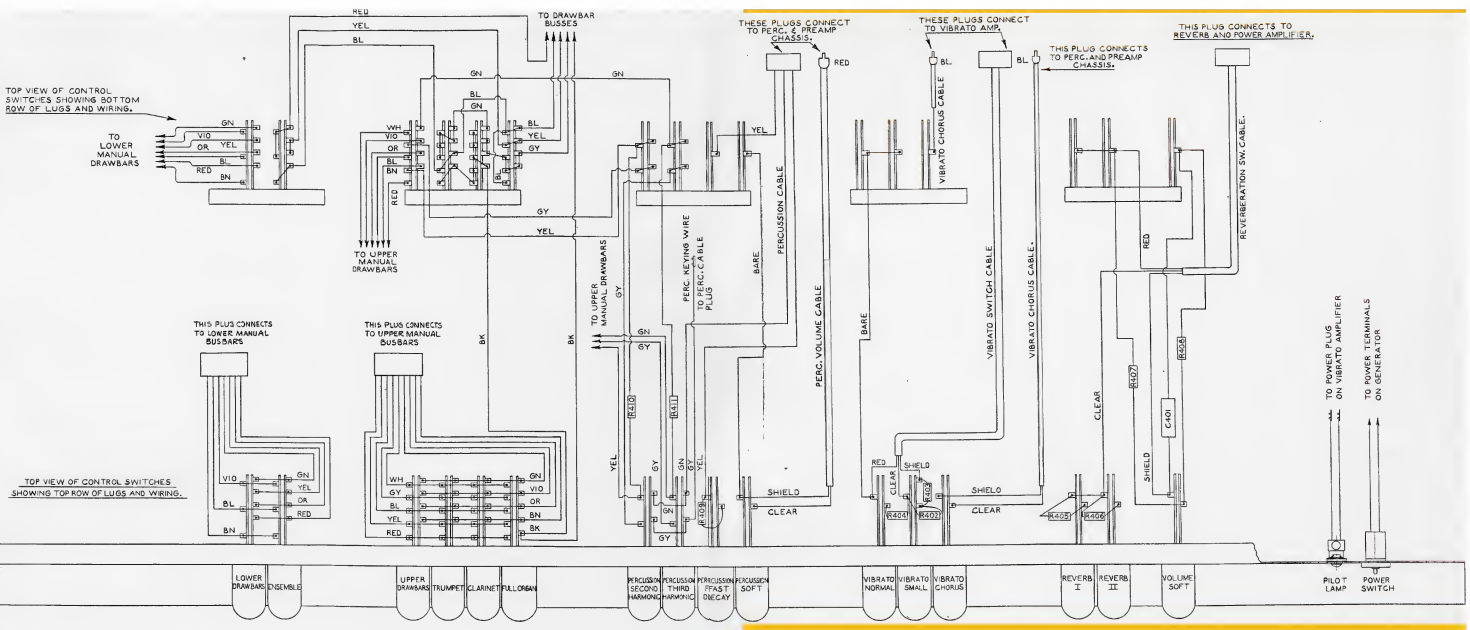 RED
YEL
BL
TO DRAWBAR
BUSSES
THESE PLUGS CONNECT
TO PERC. & PREAMP
CHASSIS.
RED
THESE PLUGS CONNECT
TO VIBRATO AMP.
BL.
BL
THIS PLUG CONNECTS
TO PERC. AND PREAMP
CHASSIS.
THIS PLUG CONNECTS TO
REVERB AND POWER AMPLIFIER.
TOP VIEW OF CONTROL
SWITCHES SHOWING BOTTOM
ROW OF LUGS AND WIRING.
TO
LOWER
MANUAL
DRAWBARS
GN
VIO
OR YEL
BL
RED
BN
GN
GN
BL
GN
WH
VIO
OR
BL
BN
RED
BL
YEL
GY
BL
GY
YEL
TO UPPER
MANUAL
DRAWBARS
YEL
BARE
PERCUSSION CABLE
PERC. VOLUME CABLE
VIBRATO CHORUS CABLE
BARE
VIBRATO SWITCH CABLE
VIBRATO CHORUS CABLE.
RED
REVERBERATION SW. CABLE.
TO UPPER
MANUAL DRAWBARS
GY
PERC. KEYING WIRE
TO PERC. CABLE
PLUG
GN
GY
BK
BK
THIS PLUG CONNECTS
TO LOWER MANUAL
BUSBARS
THIS PLUG CONNECTS
TO UPPER MANUAL
BUSBARS
R410
R411
CLEAR
R407
R408
C401
SHIELD
TO POWER PLUG
ON VIBRATO AMPLIFIER
TO POWER TERMINALS
ON GENERATOR
TOP VIEW OF CONTROL SWITCHES
SHOWING TOP ROW OF LUGS AND WIRING.
VIO
BL
BN
GN
YEL
OR
RED
WH
GY
BL
YEL
RED
GN
VIO
OR
BN
BK
YEL
GY
GN
GY
YEL
GN
GY
R409
SHIELD
CLEAR
RED
CLEAR
SHIELD
R403
R404
R402
SHIELD
CLEAR
R405
R406
LOWER
DRAWBARS
ENSEMBLE
UPPER
DRAWBARS
TRUMPET
CLARINET
FULL ORGAN
PERCUSSION
SECOND
HARMONIC
PERCUSSION
THIRD
HARMONIC
PERRCUSSION
FFAST
DIECAY
PERCUSSION
SOFT
VIBRATO
NORMAL
VIBRATO
SMALL
VIBRATO
CHORUS
REVERB
I
REVERB
II
VOLUME
SOFT
PILOT
LAMP
POWER
SWITCH